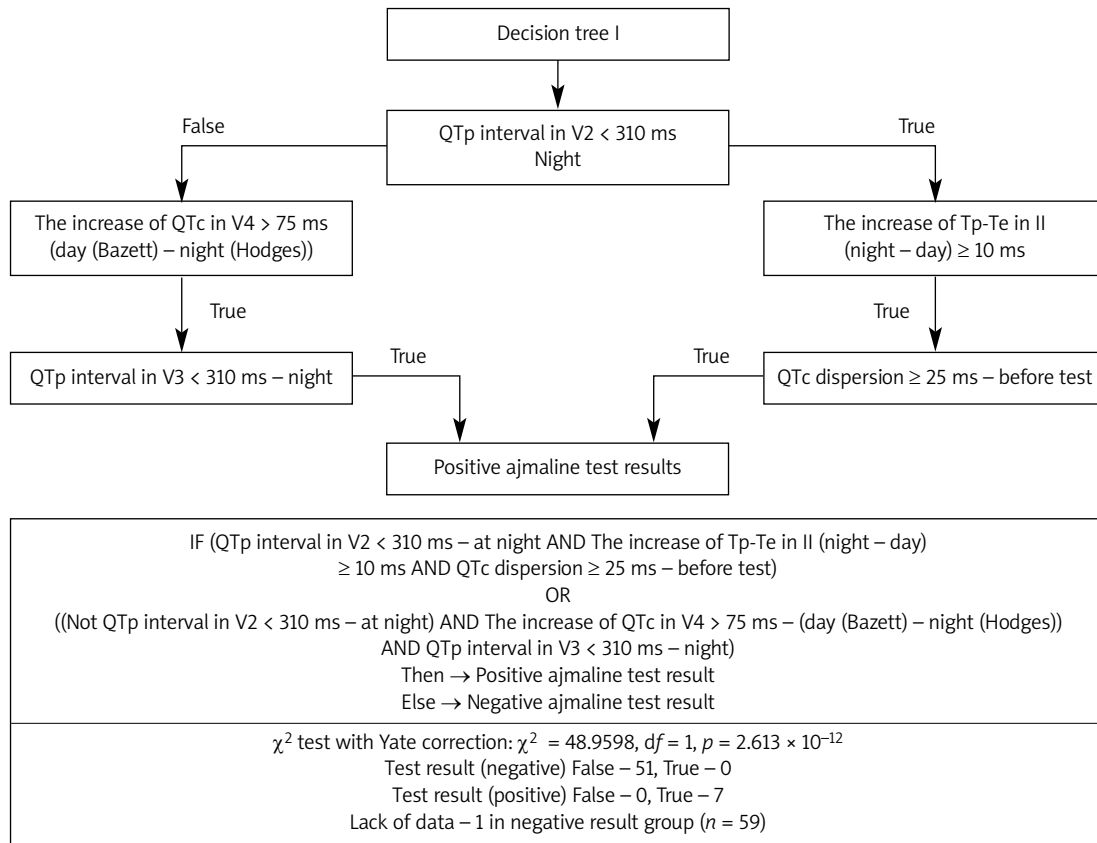 Decision tree I
False
QTp interval in V2 < 310 ms
Night
True
The increase of QTc in V4 > 75 ms
(day (Bazett) – night (Hodges))
The increase of Tp-Te in II
(night – day) ≥ 10 ms
True
True
QTp interval in V3 < 310 ms – night
True
True
QTc dispersion ≥ 25 ms – before test
Positive ajmaline test results
IF (QTp interval in V2 < 310 ms – at night AND The increase of Tp-Te in II (night – day)
≥ 10 ms AND QTc dispersion ≥ 25 ms – before test)
OR
((Not QTp interval in V2 < 310 ms – at night) AND The increase of QTc in V4 > 75 ms – (day (Bazett) – night (Hodges))
AND QTp interval in V3 < 310 ms – night)
Then → Positive ajmaline test result
Else → Negative ajmaline test result
χ² test with Yate correction: χ² = 48.9598, df = 1, p = 2.613 × 10⁻¹²
Test result (negative) False – 51, True – 0
Test result (positive) False – 0, True – 7
Lack of data – 1 in negative result group (n = 59)